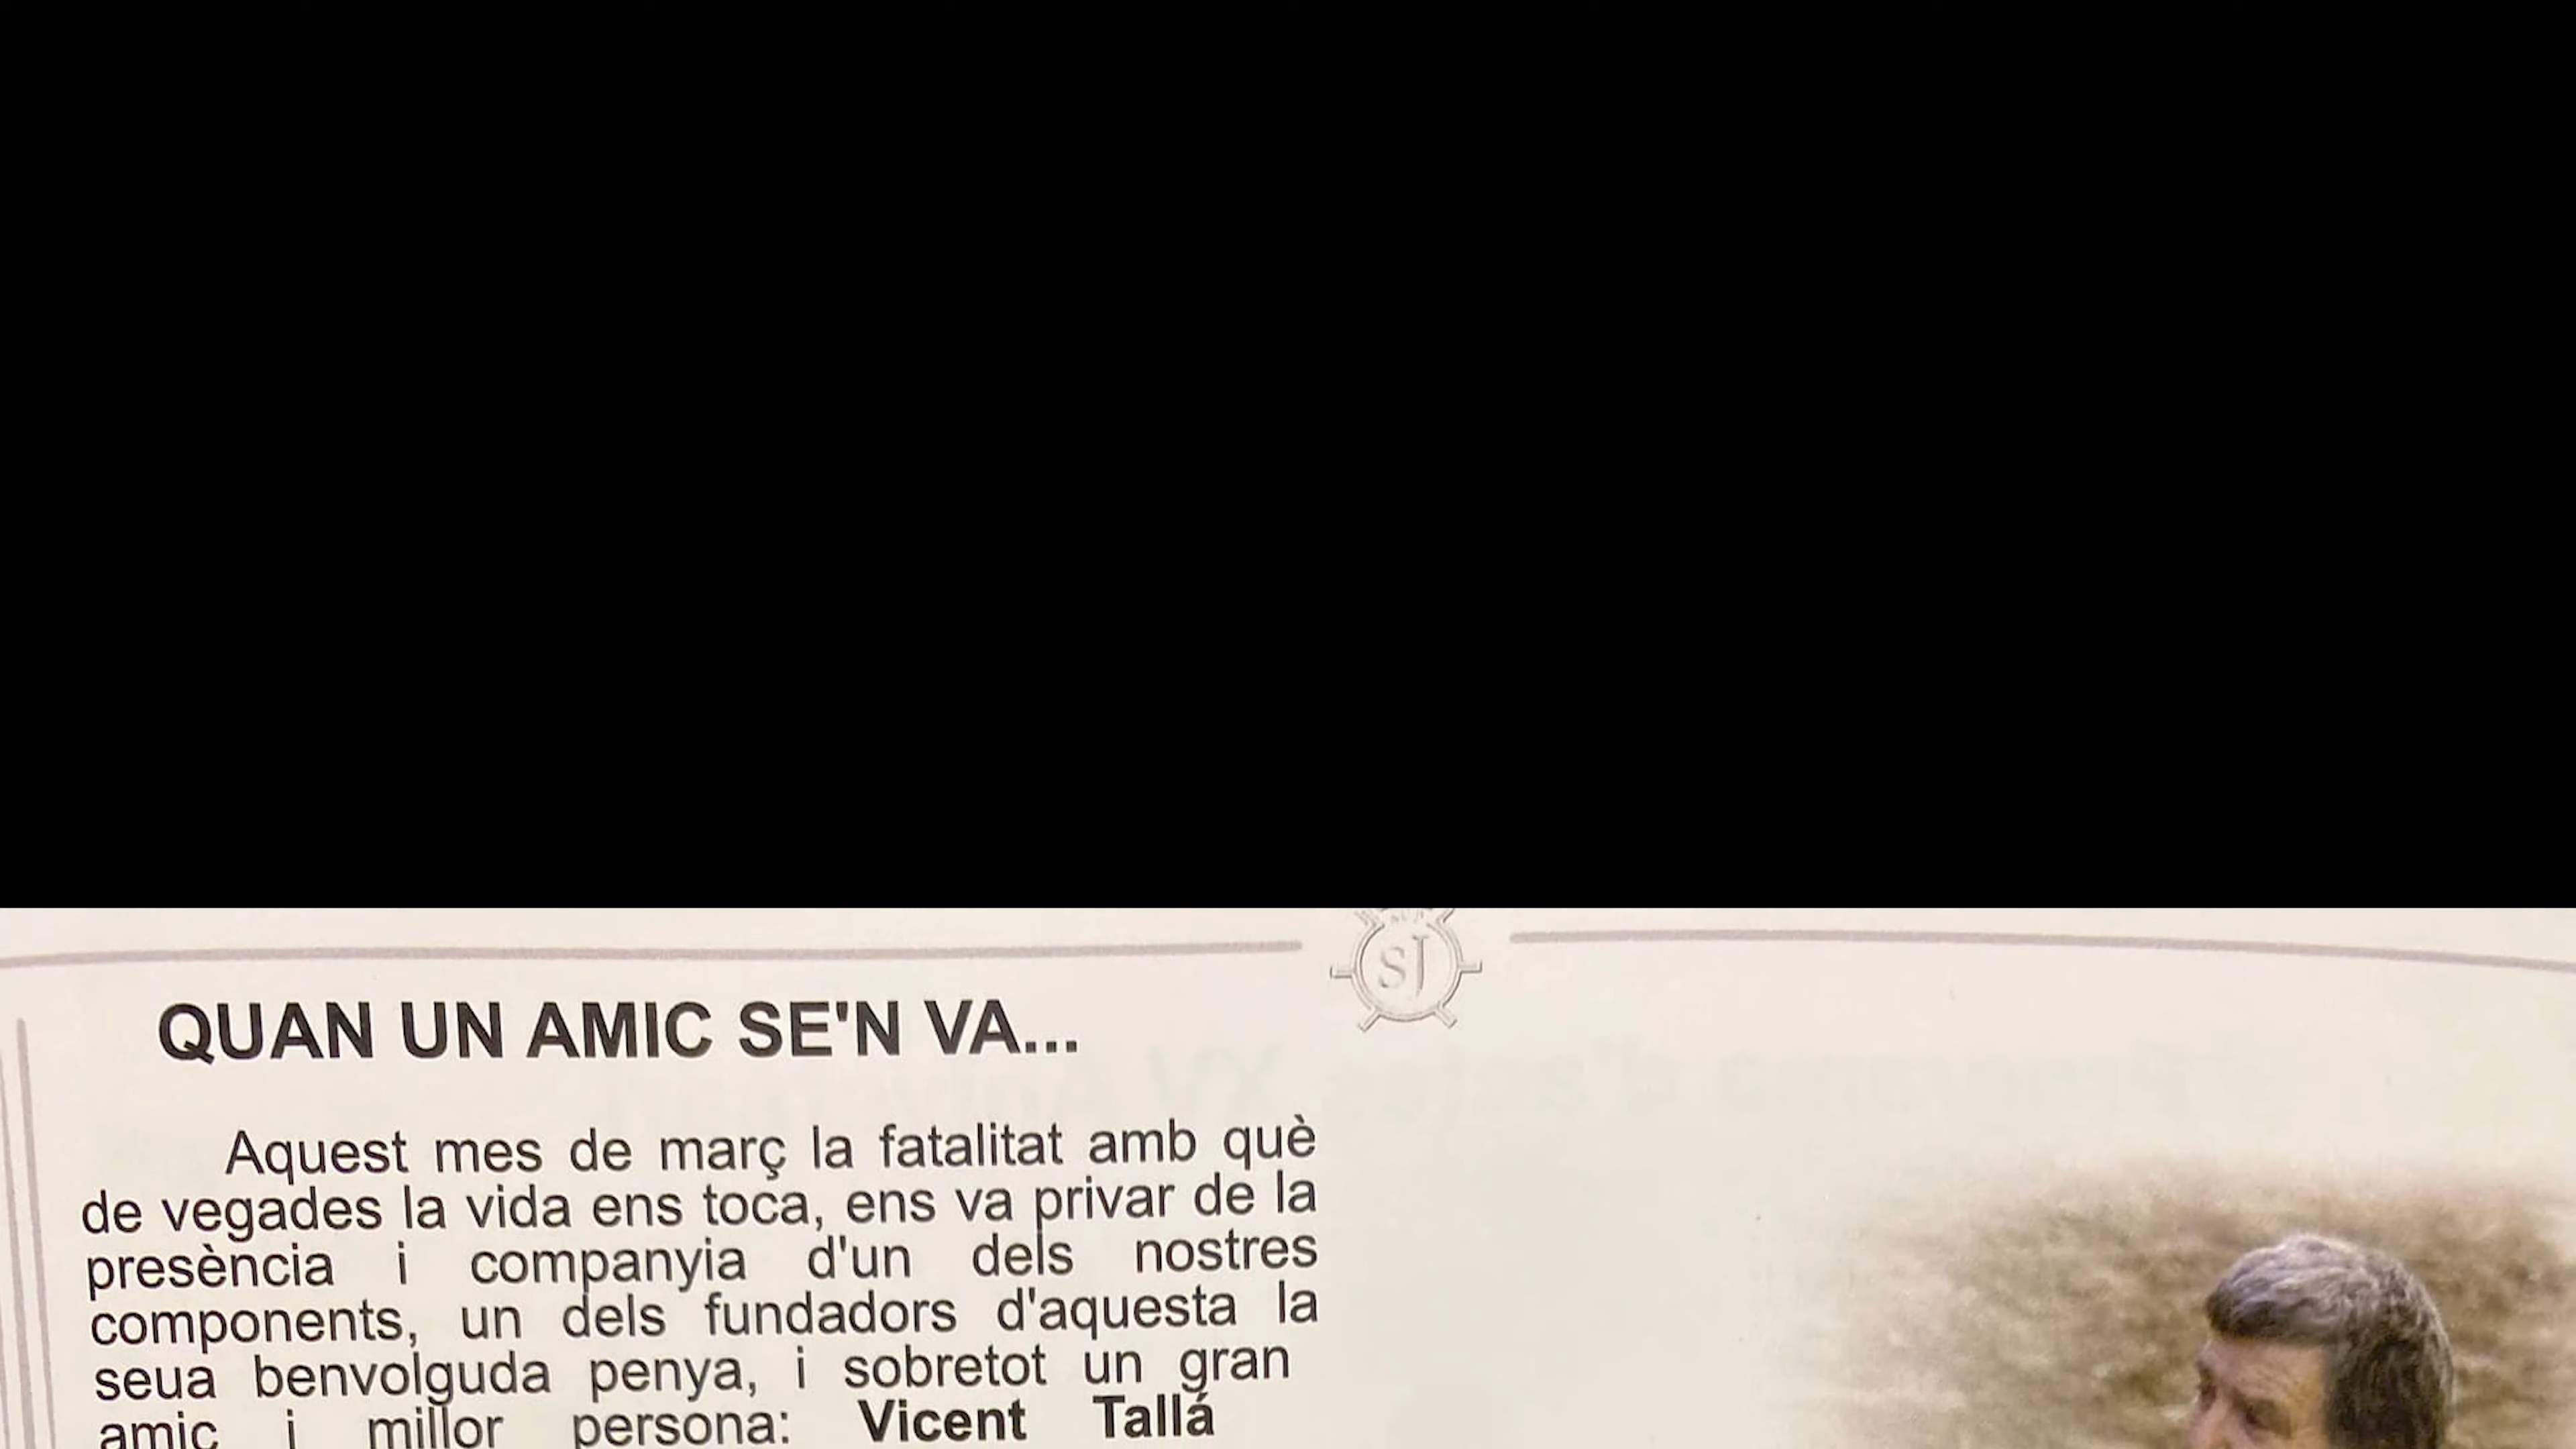 SJ
QUAN UN AMIC SE'N VA...
Aquest mes de març la fatalitat amb què
de vegades la vida ens toca, ens va privar de la
presència i companyia d'un dels nostres
components, un dels fundadors d'aquesta la
seua benvolguda penya, i sobretot un gran
amic i millor persona: Vicent Tallá